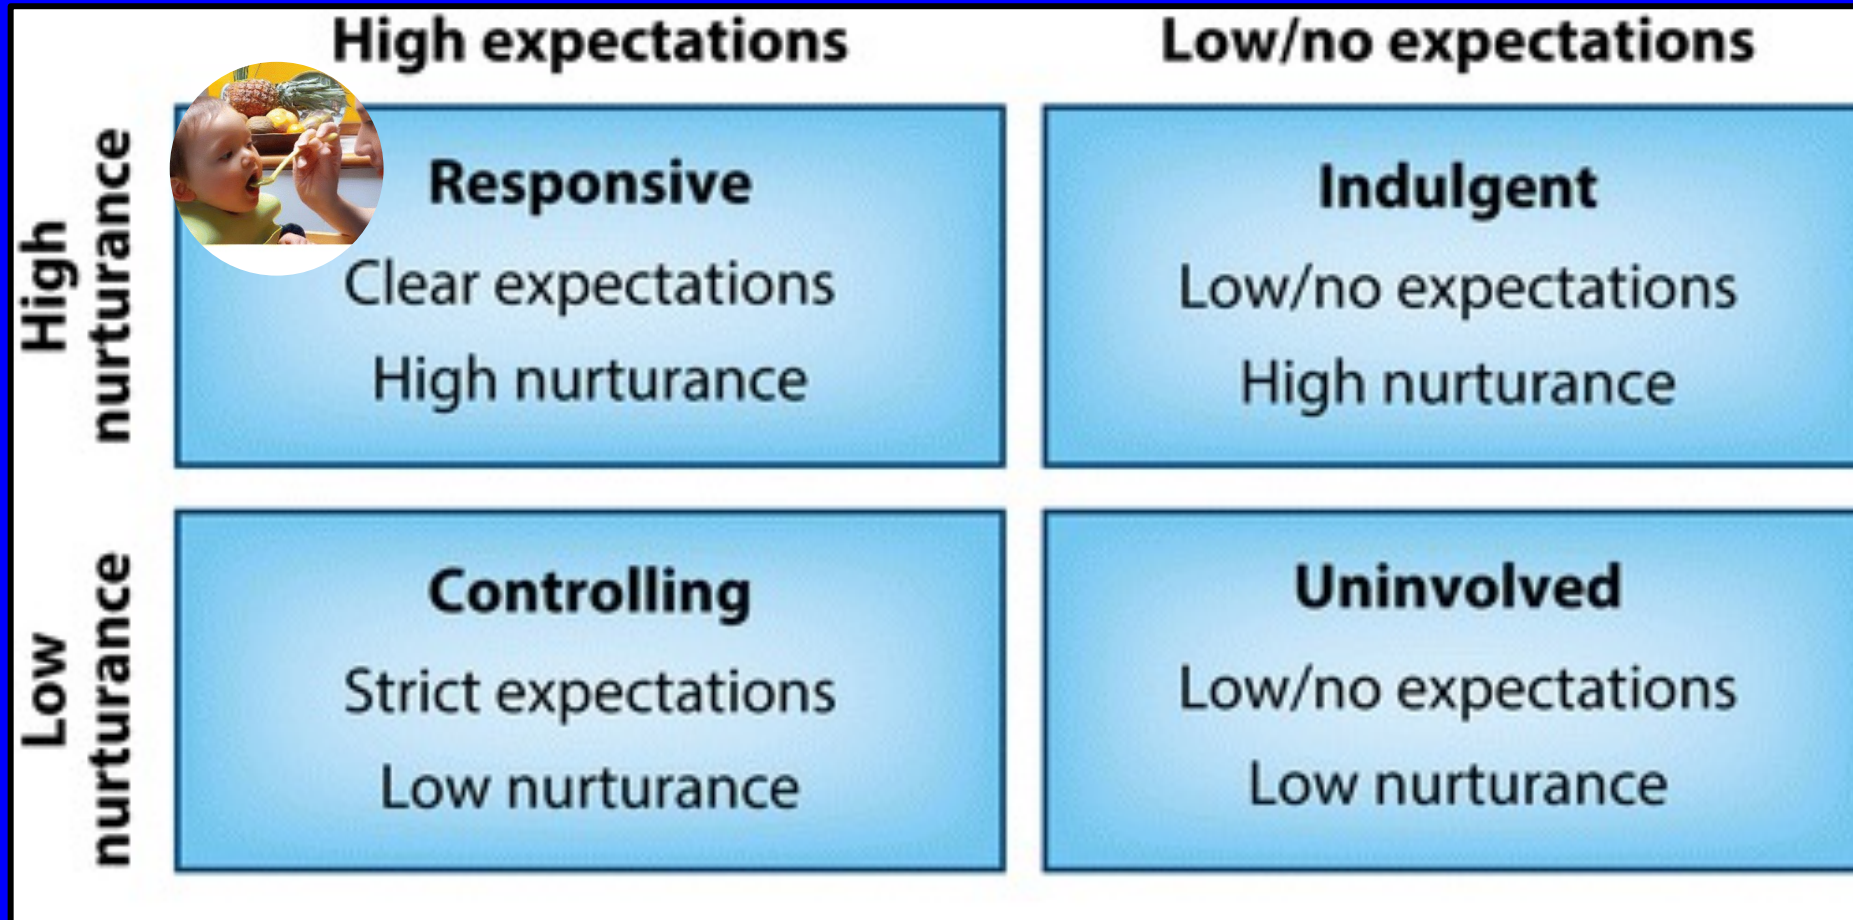 High expectations
Low/no expectations
High
nurturance
Responsive
Clear expectations
High nurturance
Indulgent
Low/no expectations
High nurturance
Low
nurturance
Controlling
Strict expectations
Low nurturance
Uninvolved
Low/no expectations
Low nurturance